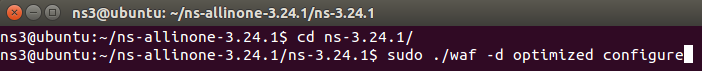 ns3@ubuntu: ~/ns-allinone-3.24.1/ns-3.24.1
ns3@ubuntu:~/ns-allinone-3.24.1$ cd ns-3.24.1/
ns3@ubuntu:~/ns-allinone-3.24.1/ns-3.24.1$ sudo ./waf -d optimized configure